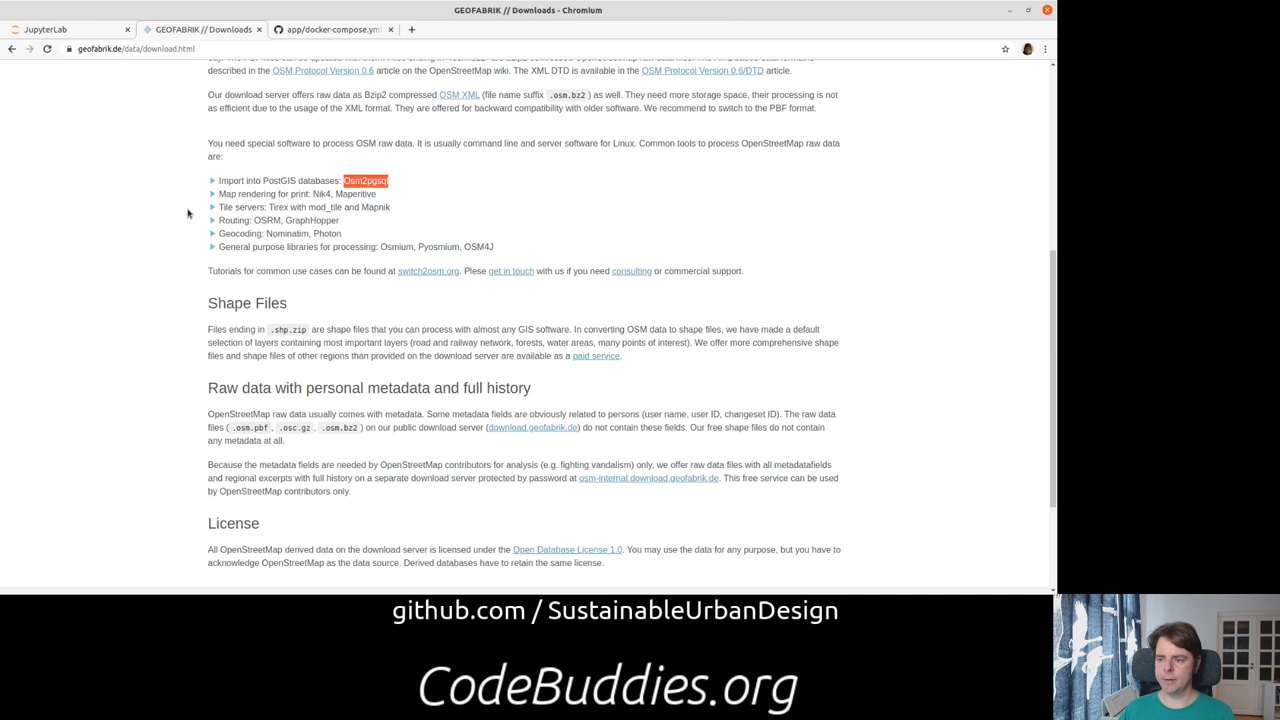 GEOFABRIK // Downloads - Chromium
JupyterLab × GEOFABRIK // Downloads × app/docker-compose.yml × +
geofabrik.de/data/download.html
described in the OSM Protocol Version 0.6 article on the OpenStreetMap wiki. The XML DTD is available in the OSM Protocol Version 0.6/DTD article.
Our download server offers raw data as Bzip2 compressed OSM XML (file name suffix .osm.bz2) as well. They need more storage space, their processing is not
as efficient due to the usage of the XML format. They are offered for backward compatibility with older software. We recommend to switch to the PBF format.
You need special software to process OSM raw data. It is usually command line and server software for Linux. Common tools to process OpenStreetMap raw data
are:
Import into PostGIS databases: Osm2pgsql
Map rendering for print: Nik4, Maperitive
Tile servers: Tirex with mod_tile and Mapnik
Routing: OSRM, GraphHopper
Geocoding: Nominatim, Photon
General purpose libraries for processing: Osmium, Pyosmium, OSM4J
Tutorials for common use cases can be found at switch2osm.org. Plese get in touch with us if you need consulting or commercial support.
Shape Files
Files ending in .shp.zip are shape files that you can process with almost any GIS software. In converting OSM data to shape files, we have made a default
selection of layers containing most important layers (road and railway network, forests, water areas, many points of interest). We offer more comprehensive shape
files and shape files of other regions than provided on the download server are available as a paid service.
Raw data with personal metadata and full history
OpenStreetMap raw data usually comes with metadata. Some metadata fields are obviously related to persons (user name, user ID, changeset ID). The raw data
files (.osm.pbf, .osc.gz, .osm.bz2) on our public download server (download.geofabrik.de) do not contain these fields. Our free shape files do not contain
any metadata at all.
Because the metadata fields are needed by OpenStreetMap contributors for analysis (e.g. fighting vandalism) only, we offer raw data files with all metadatafields
and regional excerpts with full history on a separate download server protected by password at osm-internal.download.geofabrik.de. This free service can be used
by OpenStreetMap contributors only.
License
All OpenStreetMap derived data on the download server is licensed under the Open Database License 1.0. You may use the data for any purpose, but you have to
acknowledge OpenStreetMap as the data source. Derived databases have to retain the same license.
github.com / SustainableUrbanDesign
CodeBuddies.org